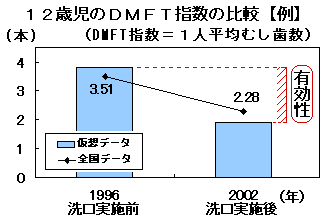 １２歳児のＤＭＦＴ指数の比較【例】
（本）
（DMFT指数＝１人平均むし歯数）
4
3
2
1
0
3.51
2.28
有効性
仮想データ
全国データ
1996
洗口実施前
2002
洗口実施後
（年）